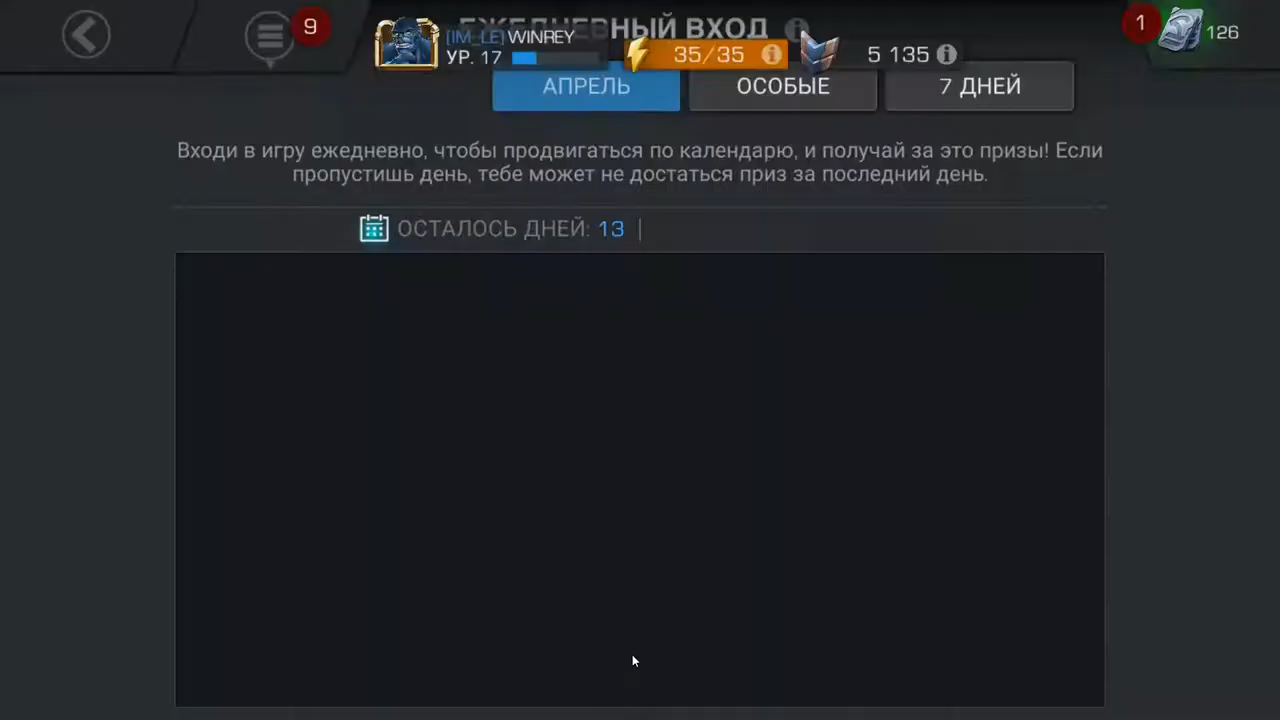 9
[IM_LE] WINREY
УР. 17
ЕЖЕДНЕВНЫЙ ВХОД
35/35
5 135
1
126
АПРЕЛЬ
ОСОБЫЕ
7 ДНЕЙ
Входи в игру ежедневно, чтобы продвигаться по календарю, и получай за это призы! Если
пропустишь день, тебе может не достаться приз за последний день.
ОСТАЛОСЬ ДНЕЙ: 13 |